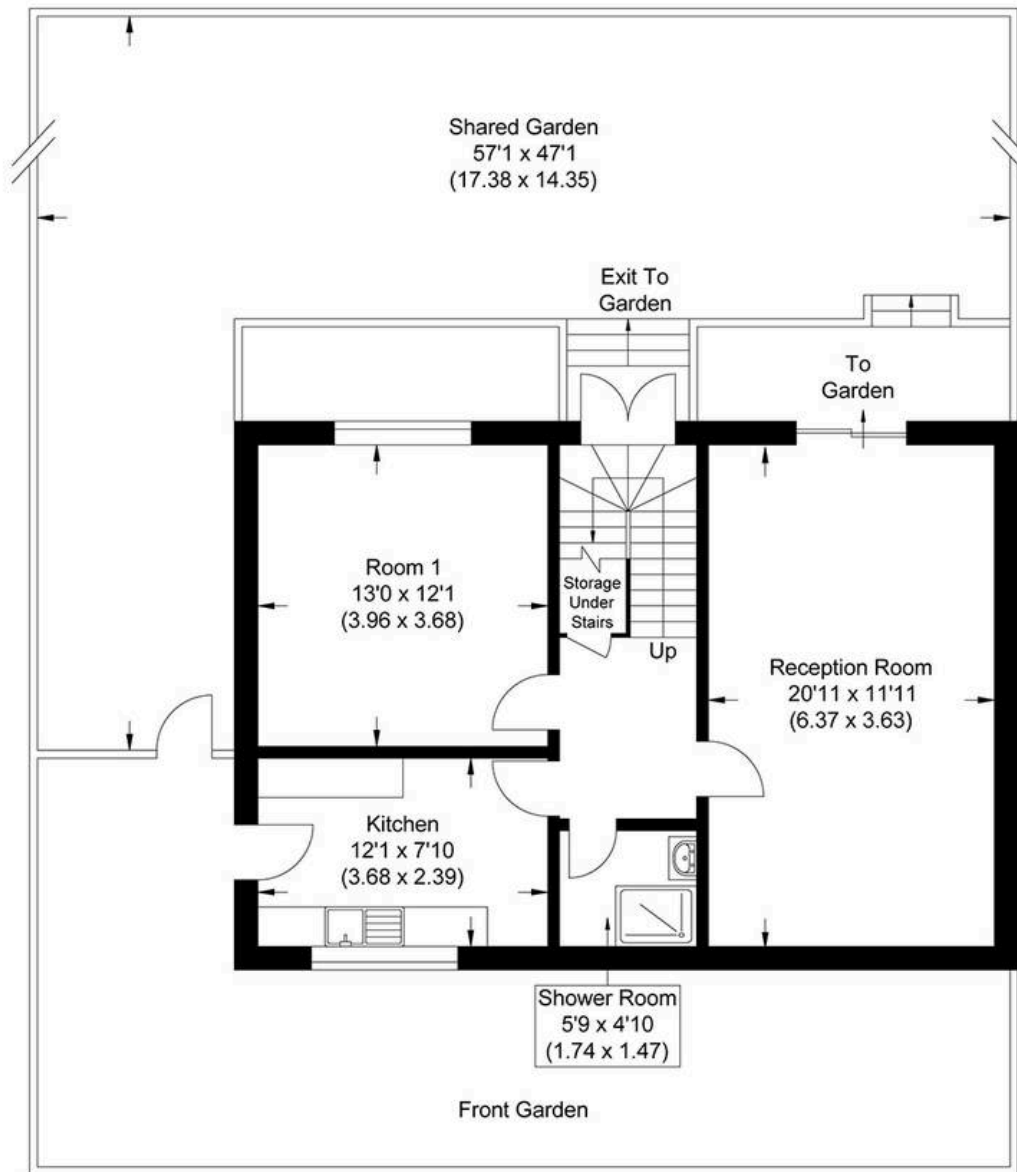 Shared Garden
57'1 x 47'1
(17.38 x 14.35)
Exit To
Garden
To
Garden
Room 1
13'0 x 12'1
(3.96 x 3.68)
Storage
Under
Stairs
Up
Reception Room
20'11 x 11'11
(6.37 x 3.63)
Kitchen
12'1 x 7'10
(3.68 x 2.39)
Shower Room
5'9 x 4'10
(1.74 x 1.47)
Front Garden